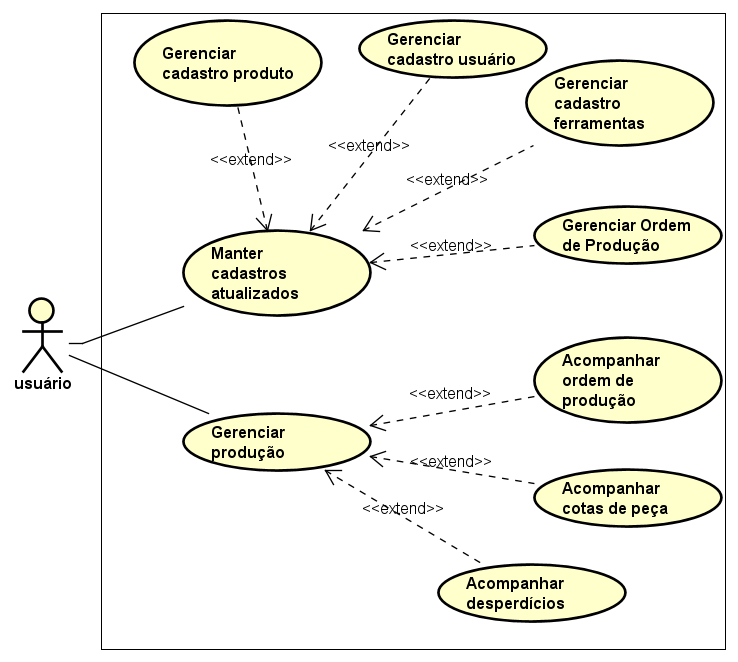 Gerenciar
cadastro produto
Gerenciar
cadastro usuário
Gerenciar
cadastro
ferramentas
<<extend>>
<<extend>>
<<extend>>
Gerenciar Ordem
de Produção
<<extend>>
Manter
cadastros
atualizados
usuário
Acompanhar
ordem de
produção
<<extend>>
Gerenciar
produção
<<extend>>
Acompanhar
cotas de peça
<<extend>>
Acompanhar
desperdícios